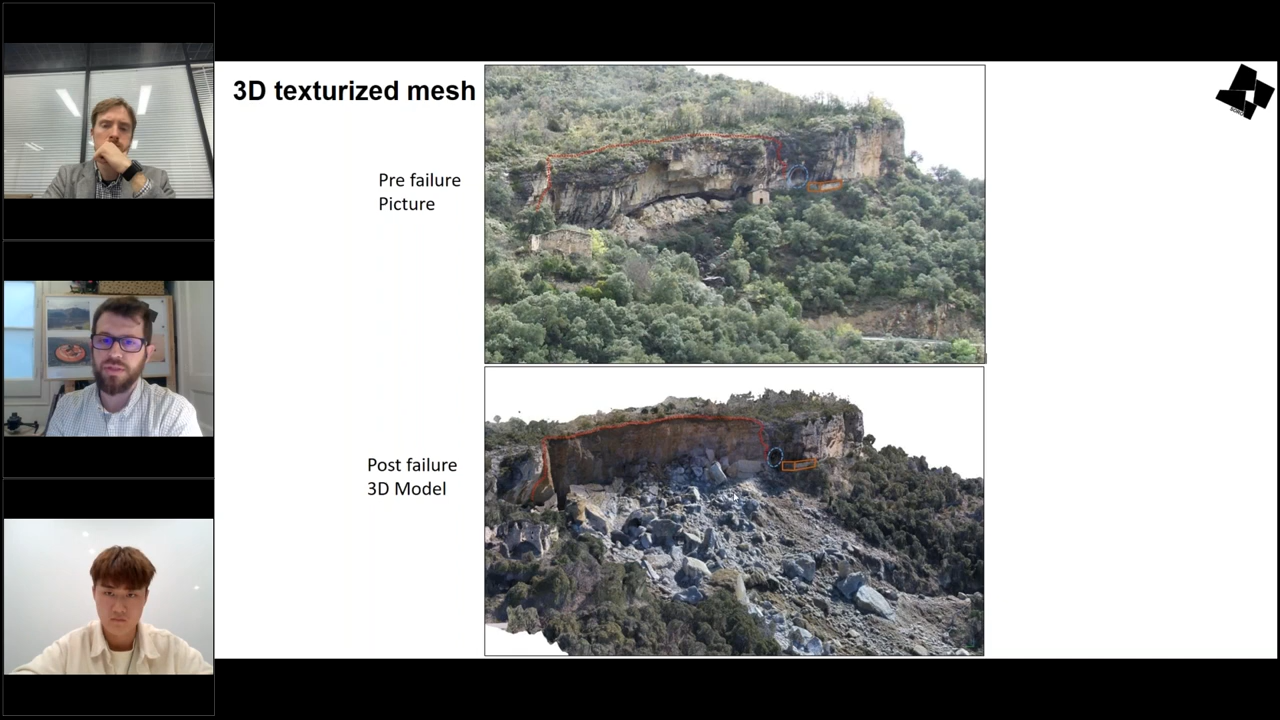 3D texturized mesh
Pre failure
Picture
Post failure
3D Model